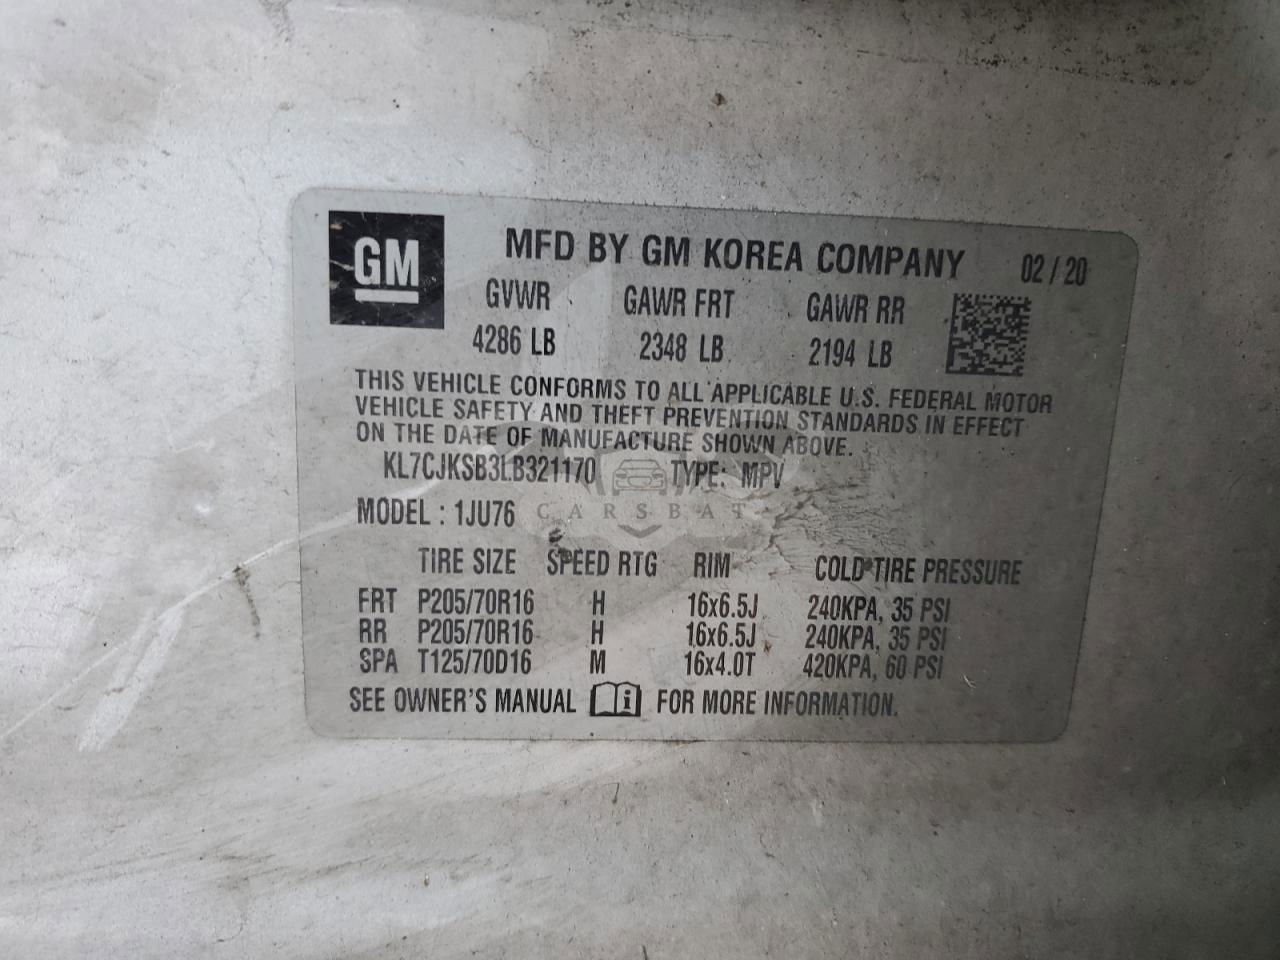 GM
MFD BY GM KOREA COMPANY 02/20
GVWR GAWR FRT GAWR RR
4286 LB 2348 LB 2194 LB
THIS VEHICLE CONFORMS TO ALL APPLICABLE U.S. FEDERAL MOTOR
VEHICLE SAFETY AND THEFT PREVENTION STANDARDS IN EFFECT
ON THE DATE OF MANUFACTURE SHOWN ABOVE.
KL7CJKSB3LB321170 TYPE: MPV
MODEL : 1JU76
CARSBAT
TIRE SIZE SPEED RTG RIM COLD TIRE PRESSURE
FRT P205/70R16 H 16x6.5J 240KPA, 35 PSI
RR P205/70R16 H 16x6.5J 240KPA, 35 PSI
SPA T125/70D16 M 16x4.0T 420KPA, 60 PSI
SEE OWNER'S MANUAL i FOR MORE INFORMATION.